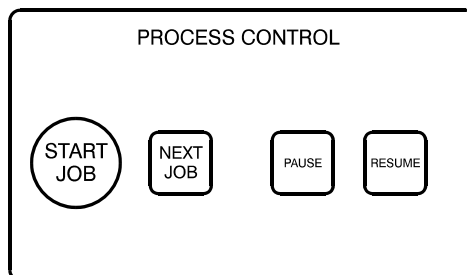 PROCESS CONTROL
START
JOB
NEXT
JOB
PAUSE
RESUME